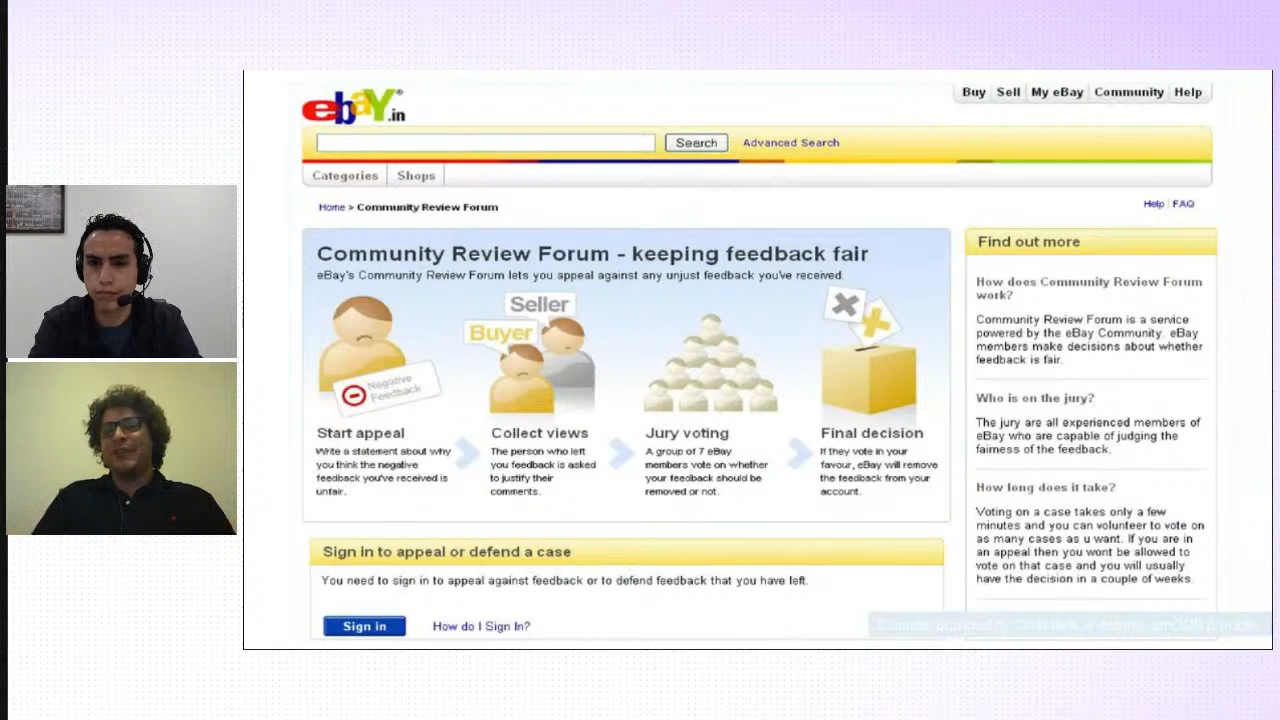 ebay.in
Buy Sell My eBay Community Help
Search Advanced Search
Categories Shops
Home > Community Review Forum
Help FAQ
Community Review Forum - keeping feedback fair
eBay's Community Review Forum lets you appeal against any unjust feedback you've received.
Negative
Feedback
Seller
Buyer
Start appeal
Write a statement about why
you think the negative
feedback you've received is
unfair.
Collect views
The person who left
you feedback is asked
to justify their
comments.
Jury voting
A group of 7 eBay
members vote on whether
your feedback should be
removed or not.
Final decision
If they vote in your
favour, eBay will remove
the feedback from your
account.
Find out more
How does Community Review Forum
work?
Community Review Forum is a service
powered by the eBay Community. eBay
members make decisions about whether
feedback is fair.
Who is on the jury?
The jury are all experienced members of
eBay who are capable of judging the
fairness of the feedback.
How long does it take?
Voting on a case takes only a few
minutes and you can volunteer to vote on
as many cases as u want. If you are in
an appeal then you wont be allowed to
vote on that case and you will usually
have the decision in a couple of weeks.
Sign in to appeal or defend a case
You need to sign in to appeal against feedback or to defend feedback that you have left.
Sign In How do I Sign In?